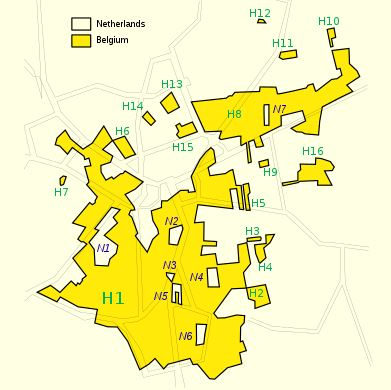 H12
H10
Netherlands
Belgium
H11
H13
H14
H8
N7
H6
H15
H16
H9
H7
H5
N2
N1
H3
H4
N3
N4
H1
N5
H2
N6